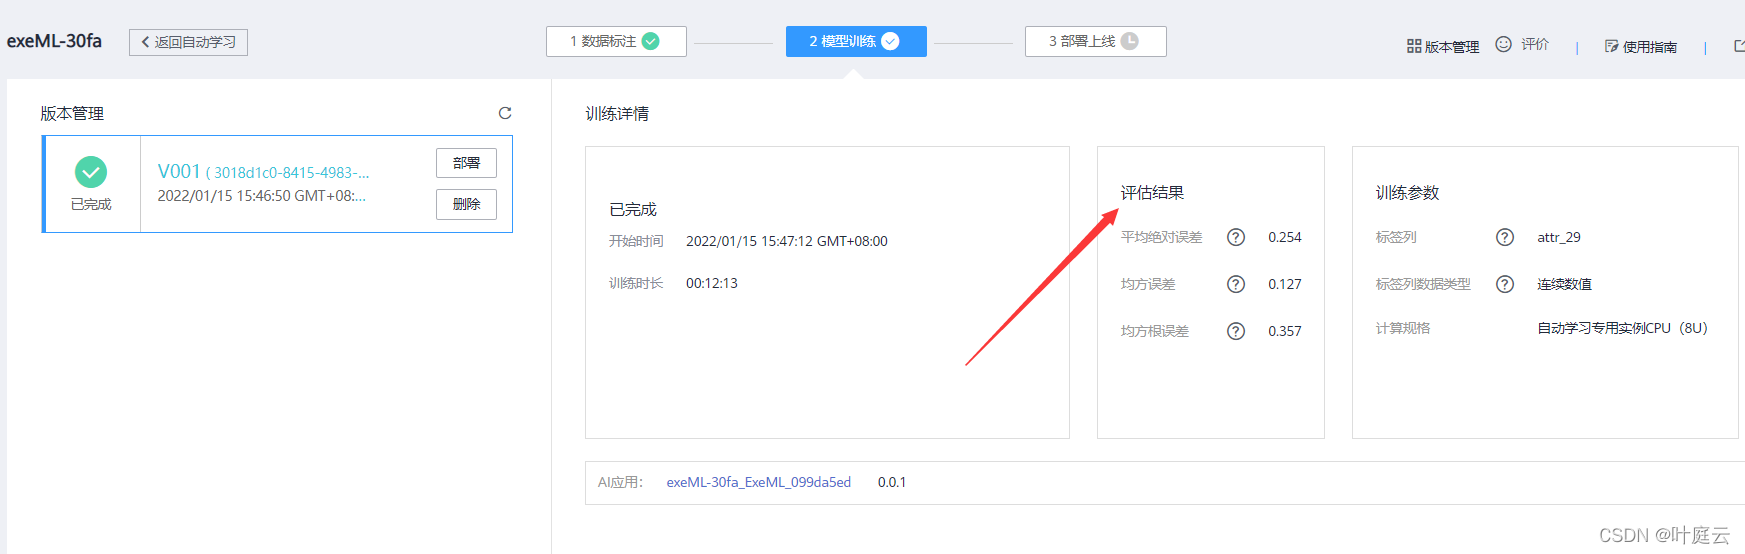 exeML-30fa
返回自动学习
1 数据标注
2 模型训练
3 部署上线
版本管理
评价
使用指南
版本管理
已完成
V001 ( 3018d1c0-8415-4983-...
2022/01/15 15:46:50 GMT+08:...
部署
删除
训练详情
已完成
开始时间 2022/01/15 15:47:12 GMT+08:00
训练时长 00:12:13
评估结果
平均绝对误差 ? 0.254
均方误差 ? 0.127
均方根误差 ? 0.357
训练参数
标签列 ? attr_29
标签列数据类型 ? 连续数值
计算规格 自动学习专用实例CPU（8U）
AI应用： exeML-30fa_ExeML_099da5ed 0.0.1
CSDN @叶庭云